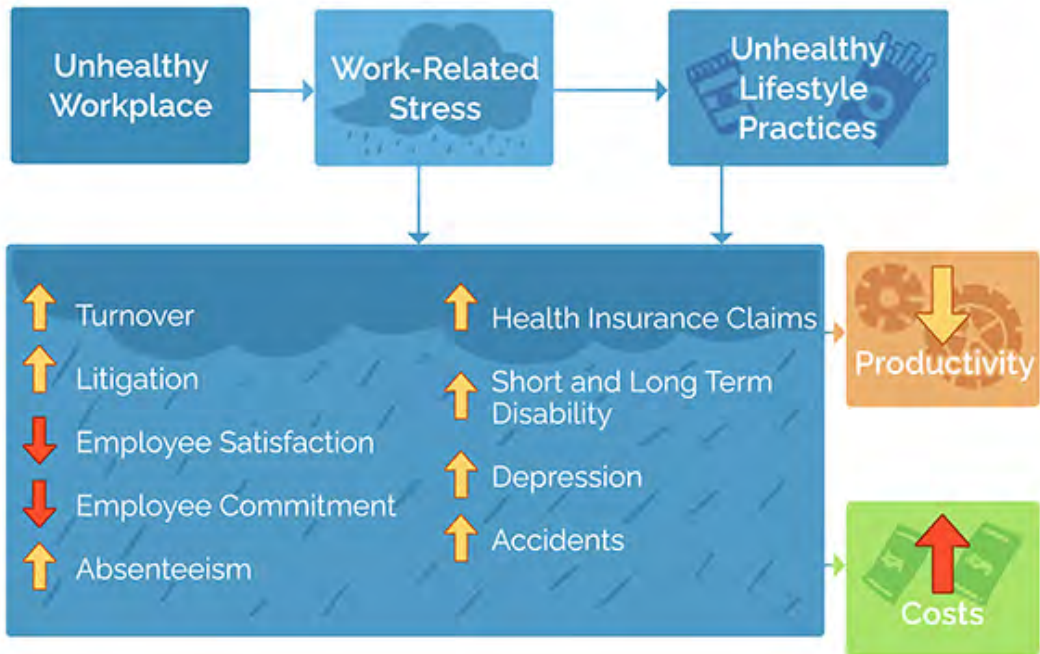 Unhealthy
Workplace
Work-Related
Stress
Unhealthy
Lifestyle
Practices
Turnover
Litigation
Employee Satisfaction
Employee Commitment
Absenteeism
Health Insurance Claims
Short and Long Term
Disability
Depression
Accidents
Productivity
$ $
Costs